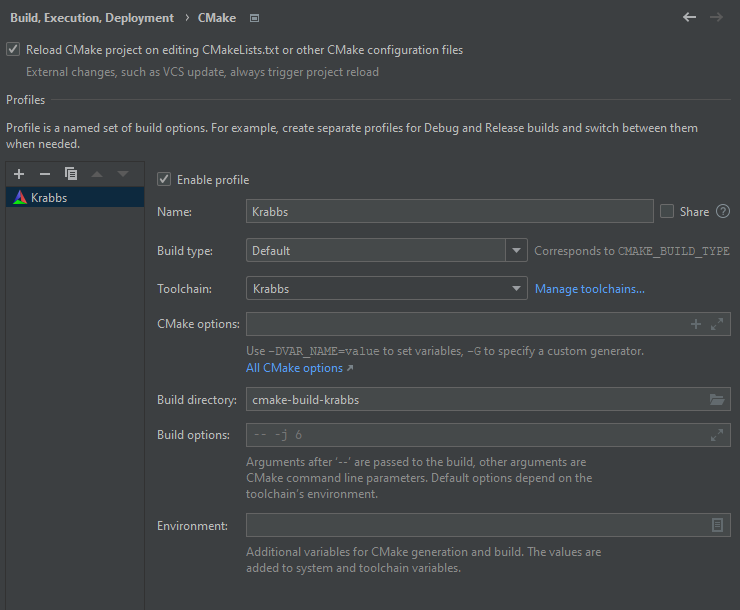 Build, Execution, Deployment › CMake
Reload CMake project on editing CMakeLists.txt or other CMake configuration files
External changes, such as VCS update, always trigger project reload
Profiles
Profile is a named set of build options. For example, create separate profiles for Debug and Release builds and switch between them
when needed.
Krabbs
Enable profile
Name: Krabbs Share
Build type: Default Corresponds to CMAKE_BUILD_TYPE
Toolchain: Krabbs Manage toolchains...
CMake options:
Use -DVAR_NAME=value to set variables, -G to specify a custom generator.
All CMake options ↗
Build directory: cmake-build-krabbs
Build options: -- -j 6
Arguments after '--' are passed to the build, other arguments are
CMake command line parameters. Default options depend on the
toolchain's environment.
Environment:
Additional variables for CMake generation and build. The values are
added to system and toolchain variables.